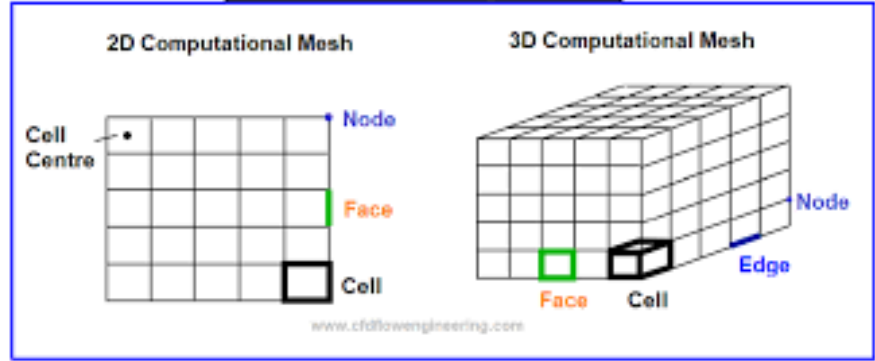 2D Computational Mesh
3D Computational Mesh
Cell
Centre
Node
Face
Cell
Node
Edge
Face
Cell
www.cfdflowengineering.com